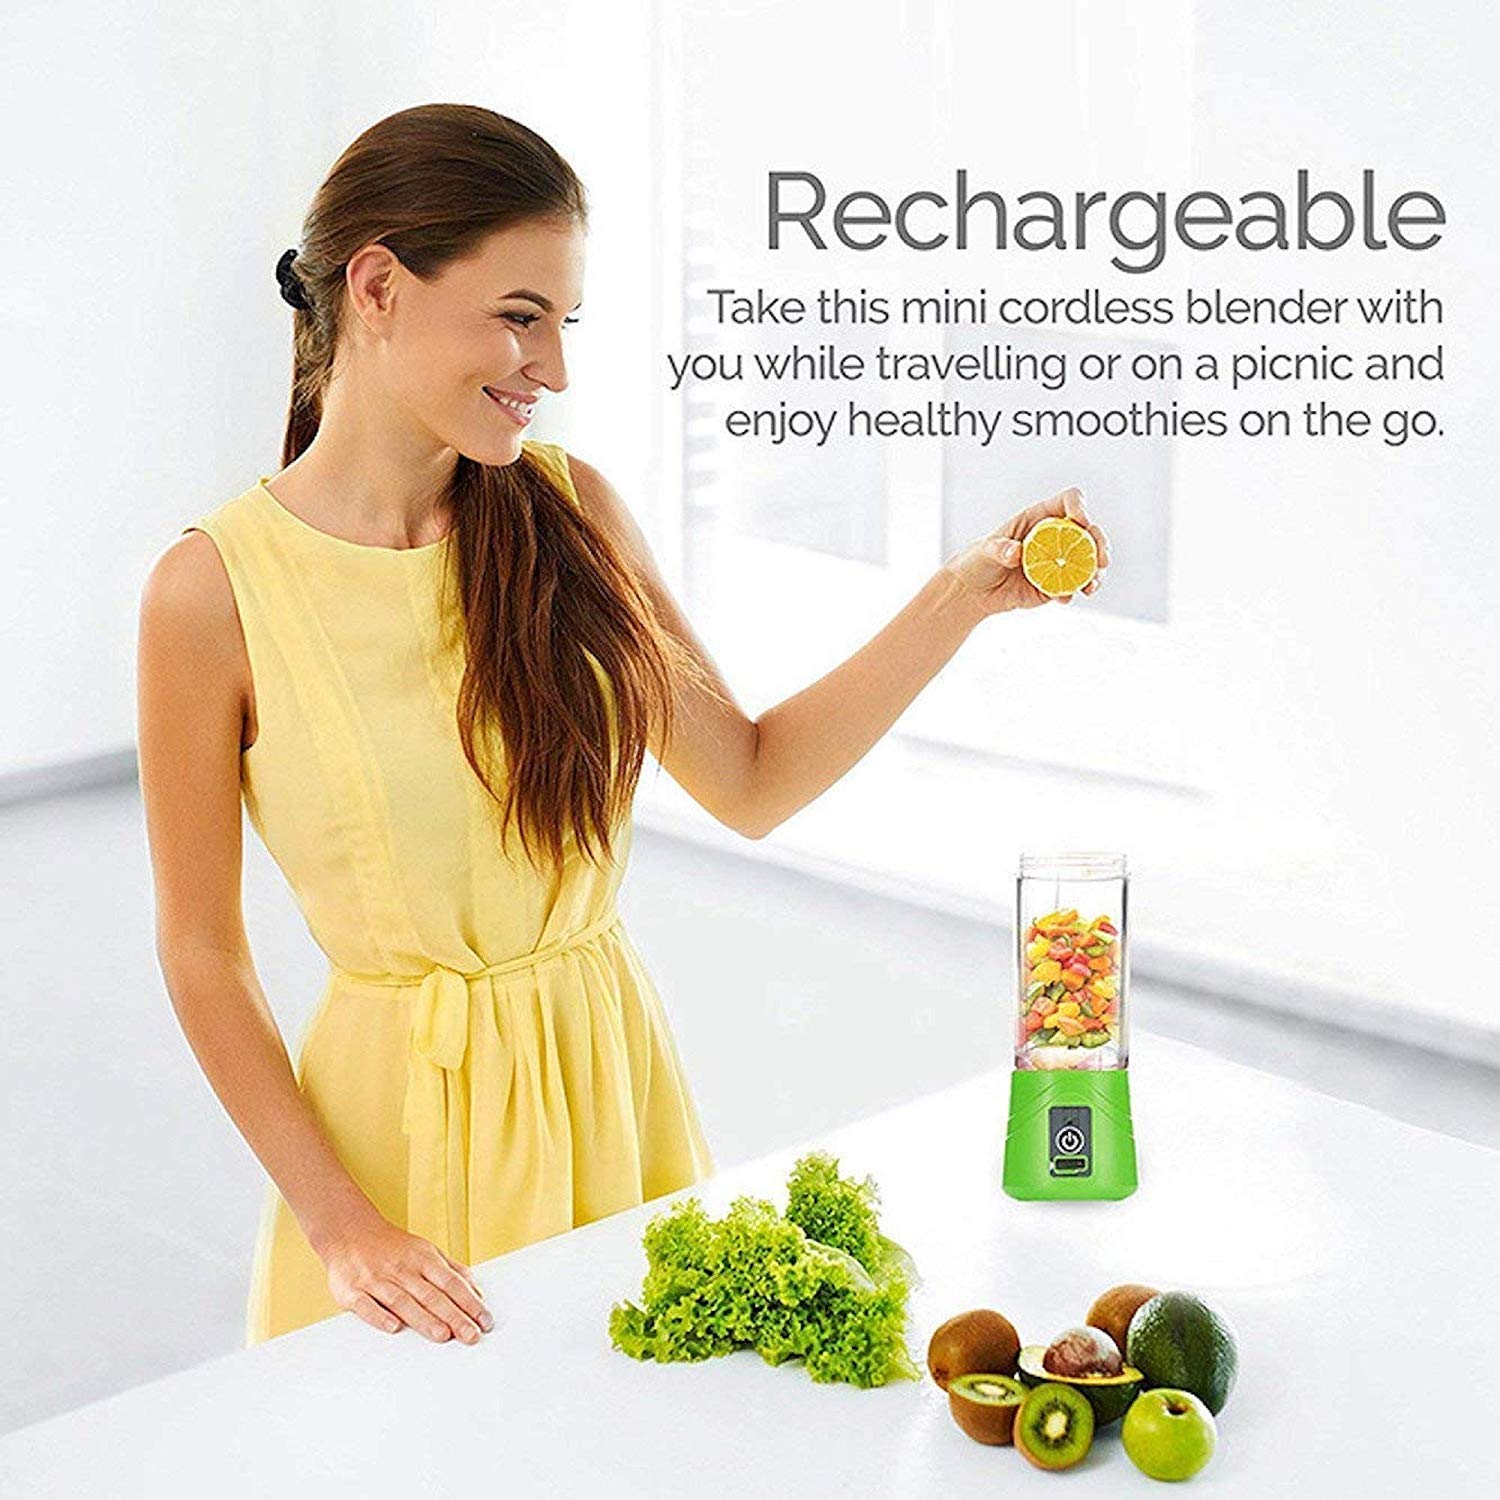 Rechargeable
Take this mini cordless blender with
you while travelling or on a picnic and
enjoy healthy smoothies on the go.